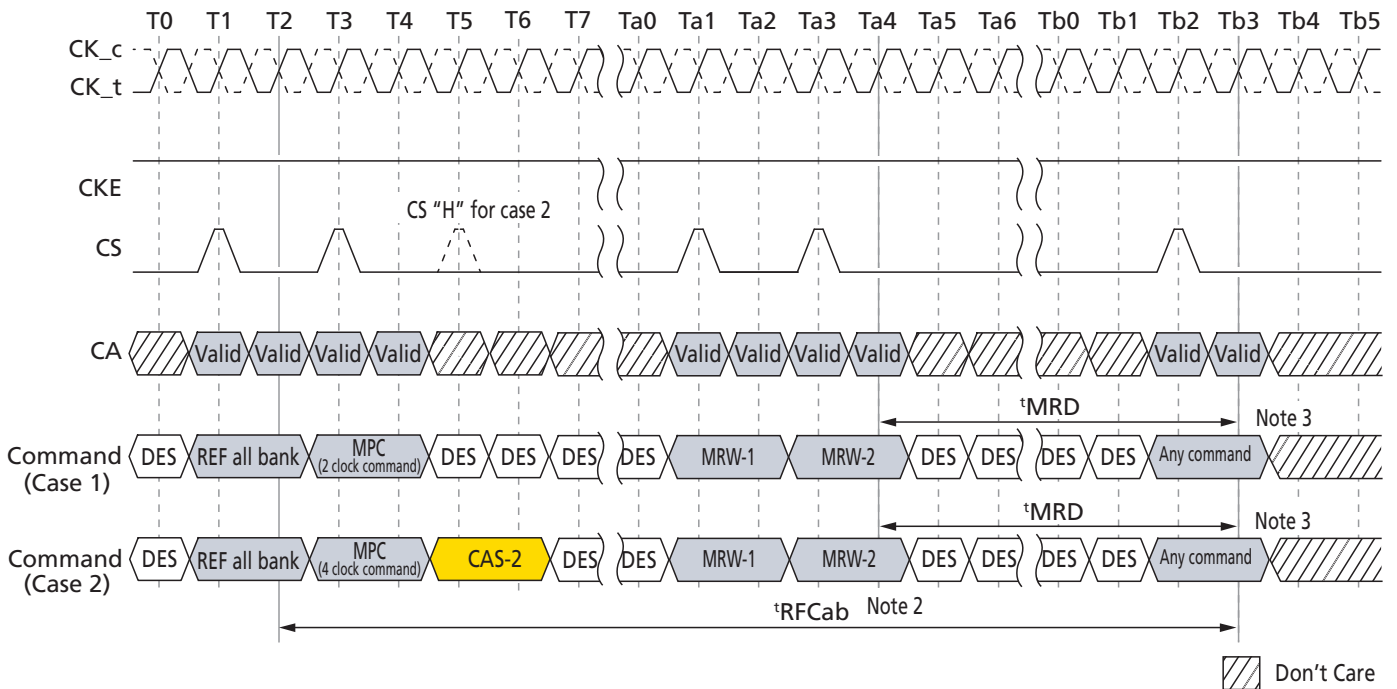 T0 T1 T2 T3 T4 T5 T6 T7 Ta0 Ta1 Ta2 Ta3 Ta4 Ta5 Ta6 Tb0 Tb1 Tb2 Tb3 Tb4 Tb5
CK_c
CK_t
CKE
CS "H" for case 2
CS
CA Valid Valid Valid Valid Valid Valid Valid Valid Valid Valid
tMRD
Note 3
Command
(Case 1)
DES REF all bank MPC (2 clock command) DES DES DES DES MRW-1 MRW-2 DES DES DES DES Any command
tMRD
Note 3
Command
(Case 2)
DES REF all bank MPC (4 clock command) CAS-2 DES DES MRW-1 MRW-2 DES DES DES DES Any command
tRFCab Note 2
Don't Care